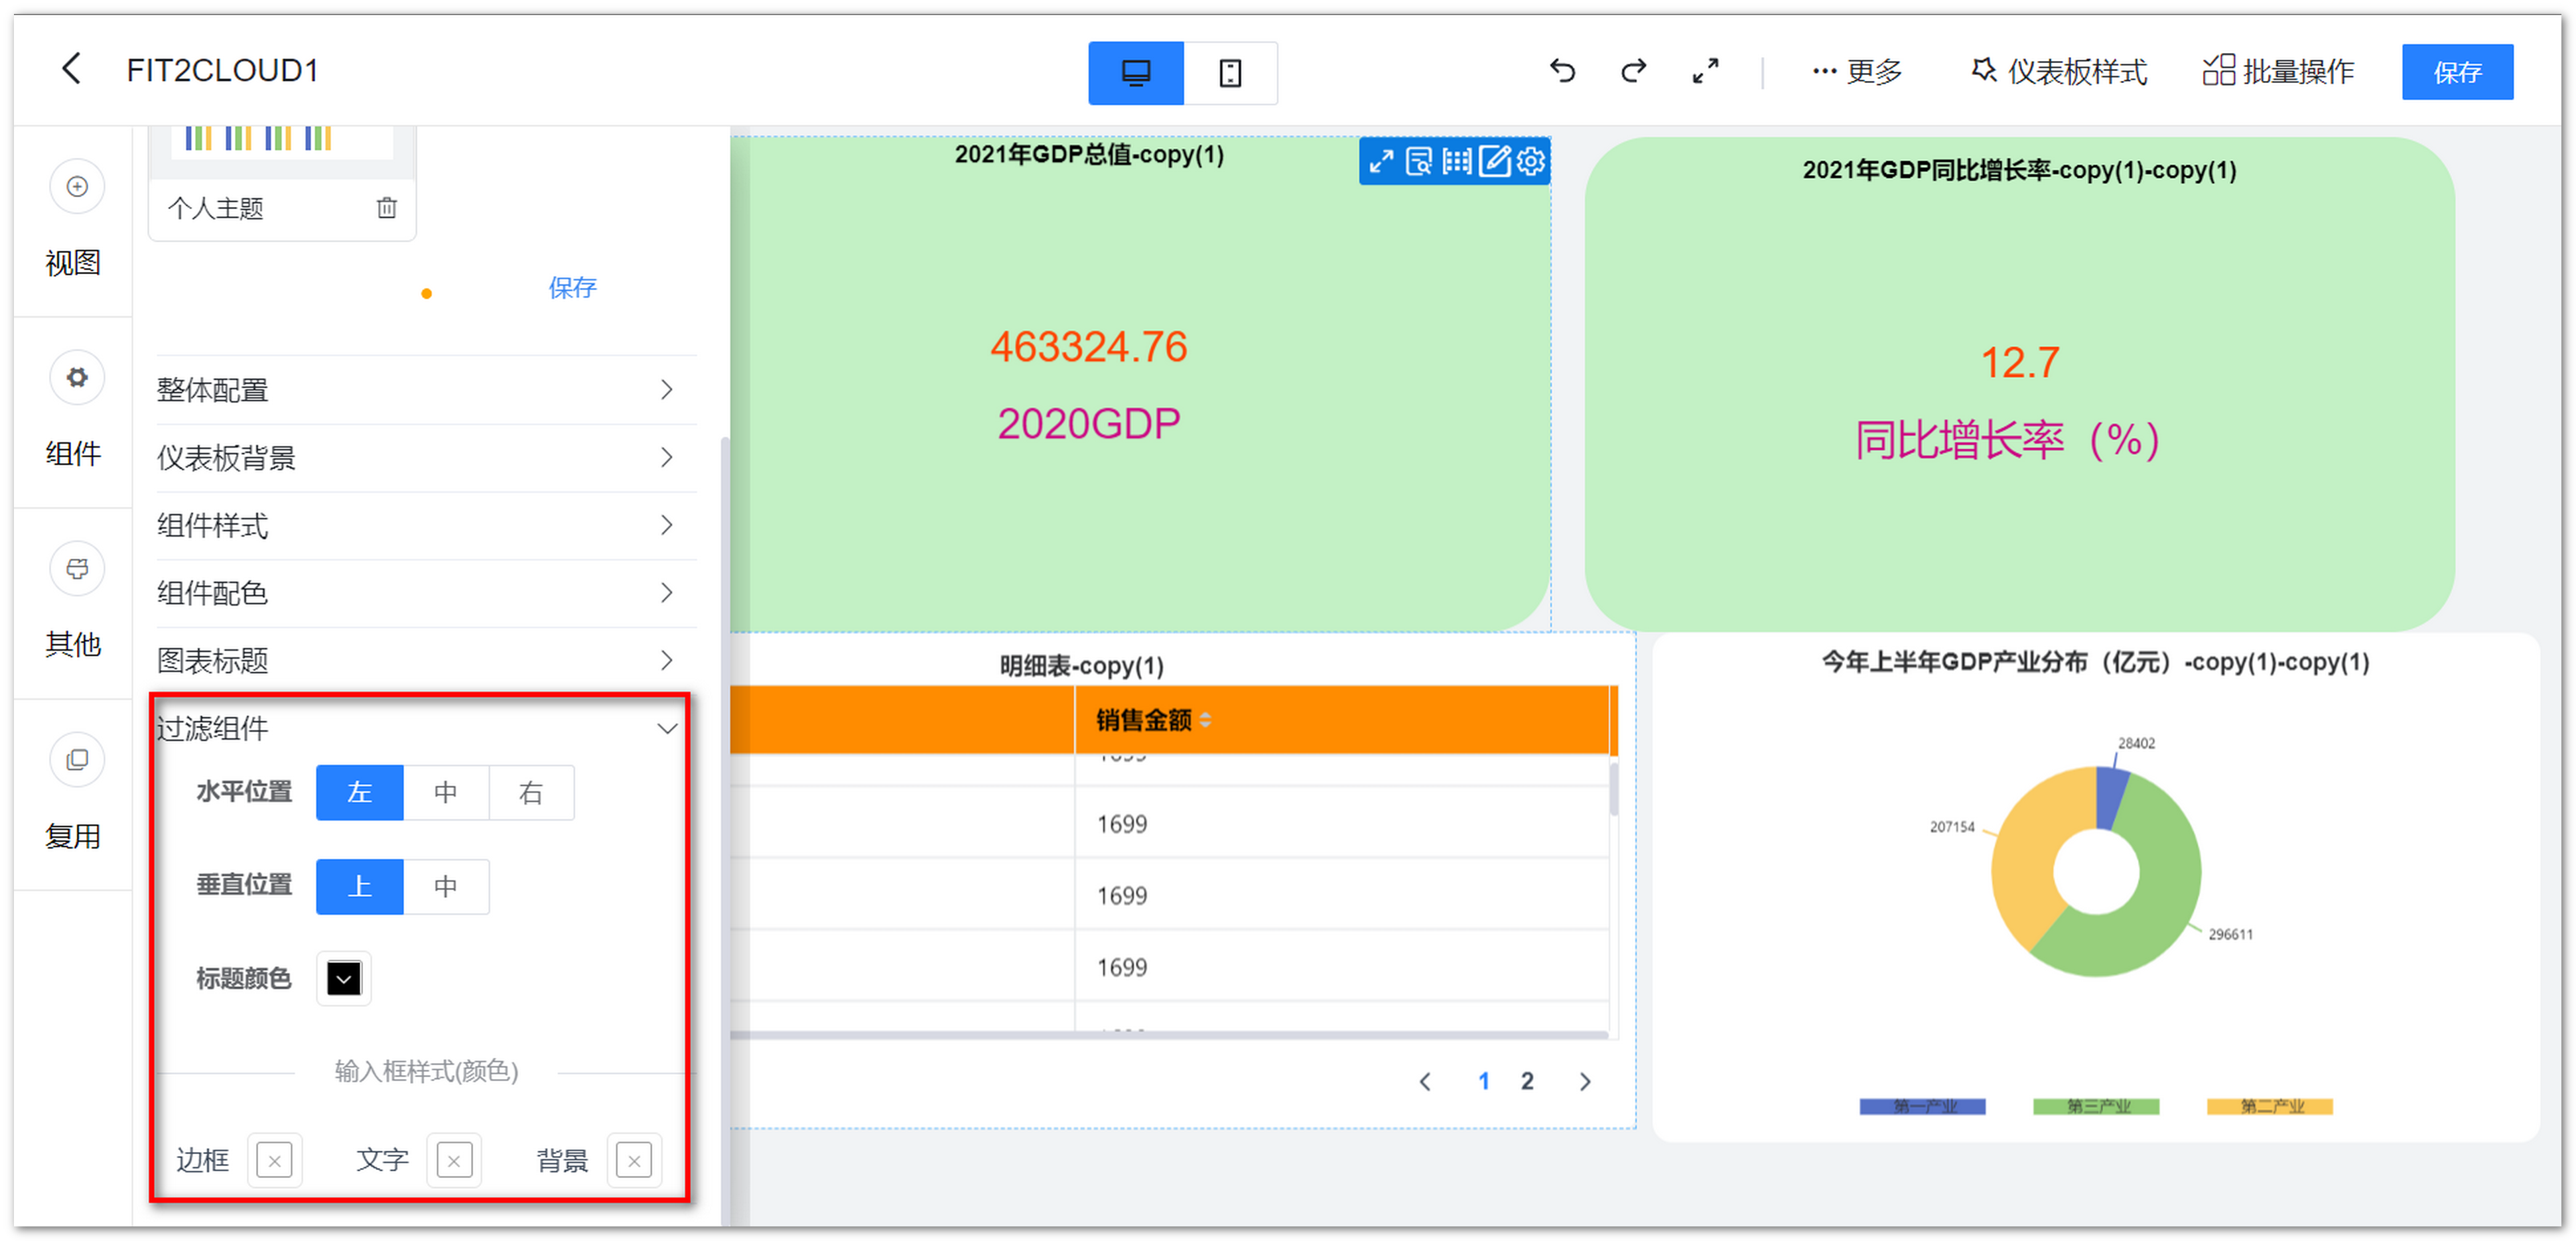 FIT2CLOUD1
更多
仪表板样式
批量操作
保存
视图
组件
其他
复用
个人主题
保存
整体配置
仪表板背景
组件样式
组件配色
图表标题
过滤组件
水平位置 左 中 右
垂直位置 上 中
标题颜色
输入框样式(颜色)
边框 文字 背景
2021年GDP总值-copy(1)
463324.76
2020GDP
2021年GDP同比增长率-copy(1)-copy(1)
12.7
同比增长率（%）
明细表-copy(1)
销售金额
1699
1699
1699
1 2
今年上半年GDP产业分布（亿元）-copy(1)-copy(1)
28402
207154
296611
第一产业 第三产业 第二产业